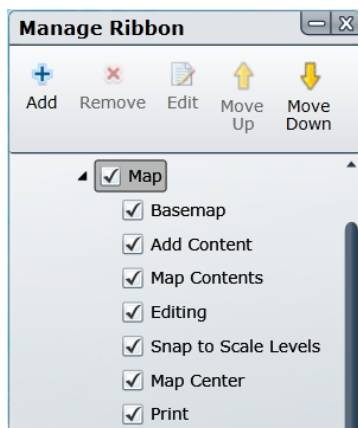 Manage Ribbon
Add Remove Edit Move Up Move Down
Map
Basemap
Add Content
Map Contents
Editing
Snap to Scale Levels
Map Center
Print